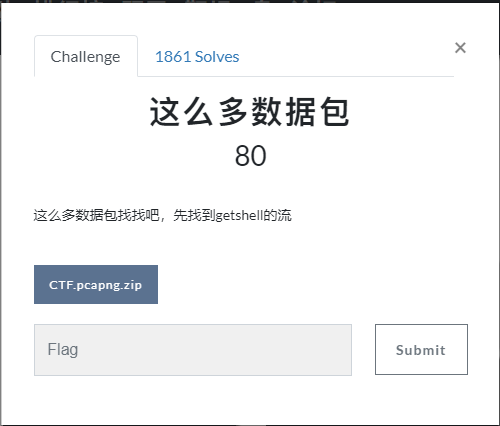 Challenge
1861 Solves
×
这么多数据包
80
这么多数据包找找吧，先找到getshell的流
CTF.pcapng.zip
Flag
Submit